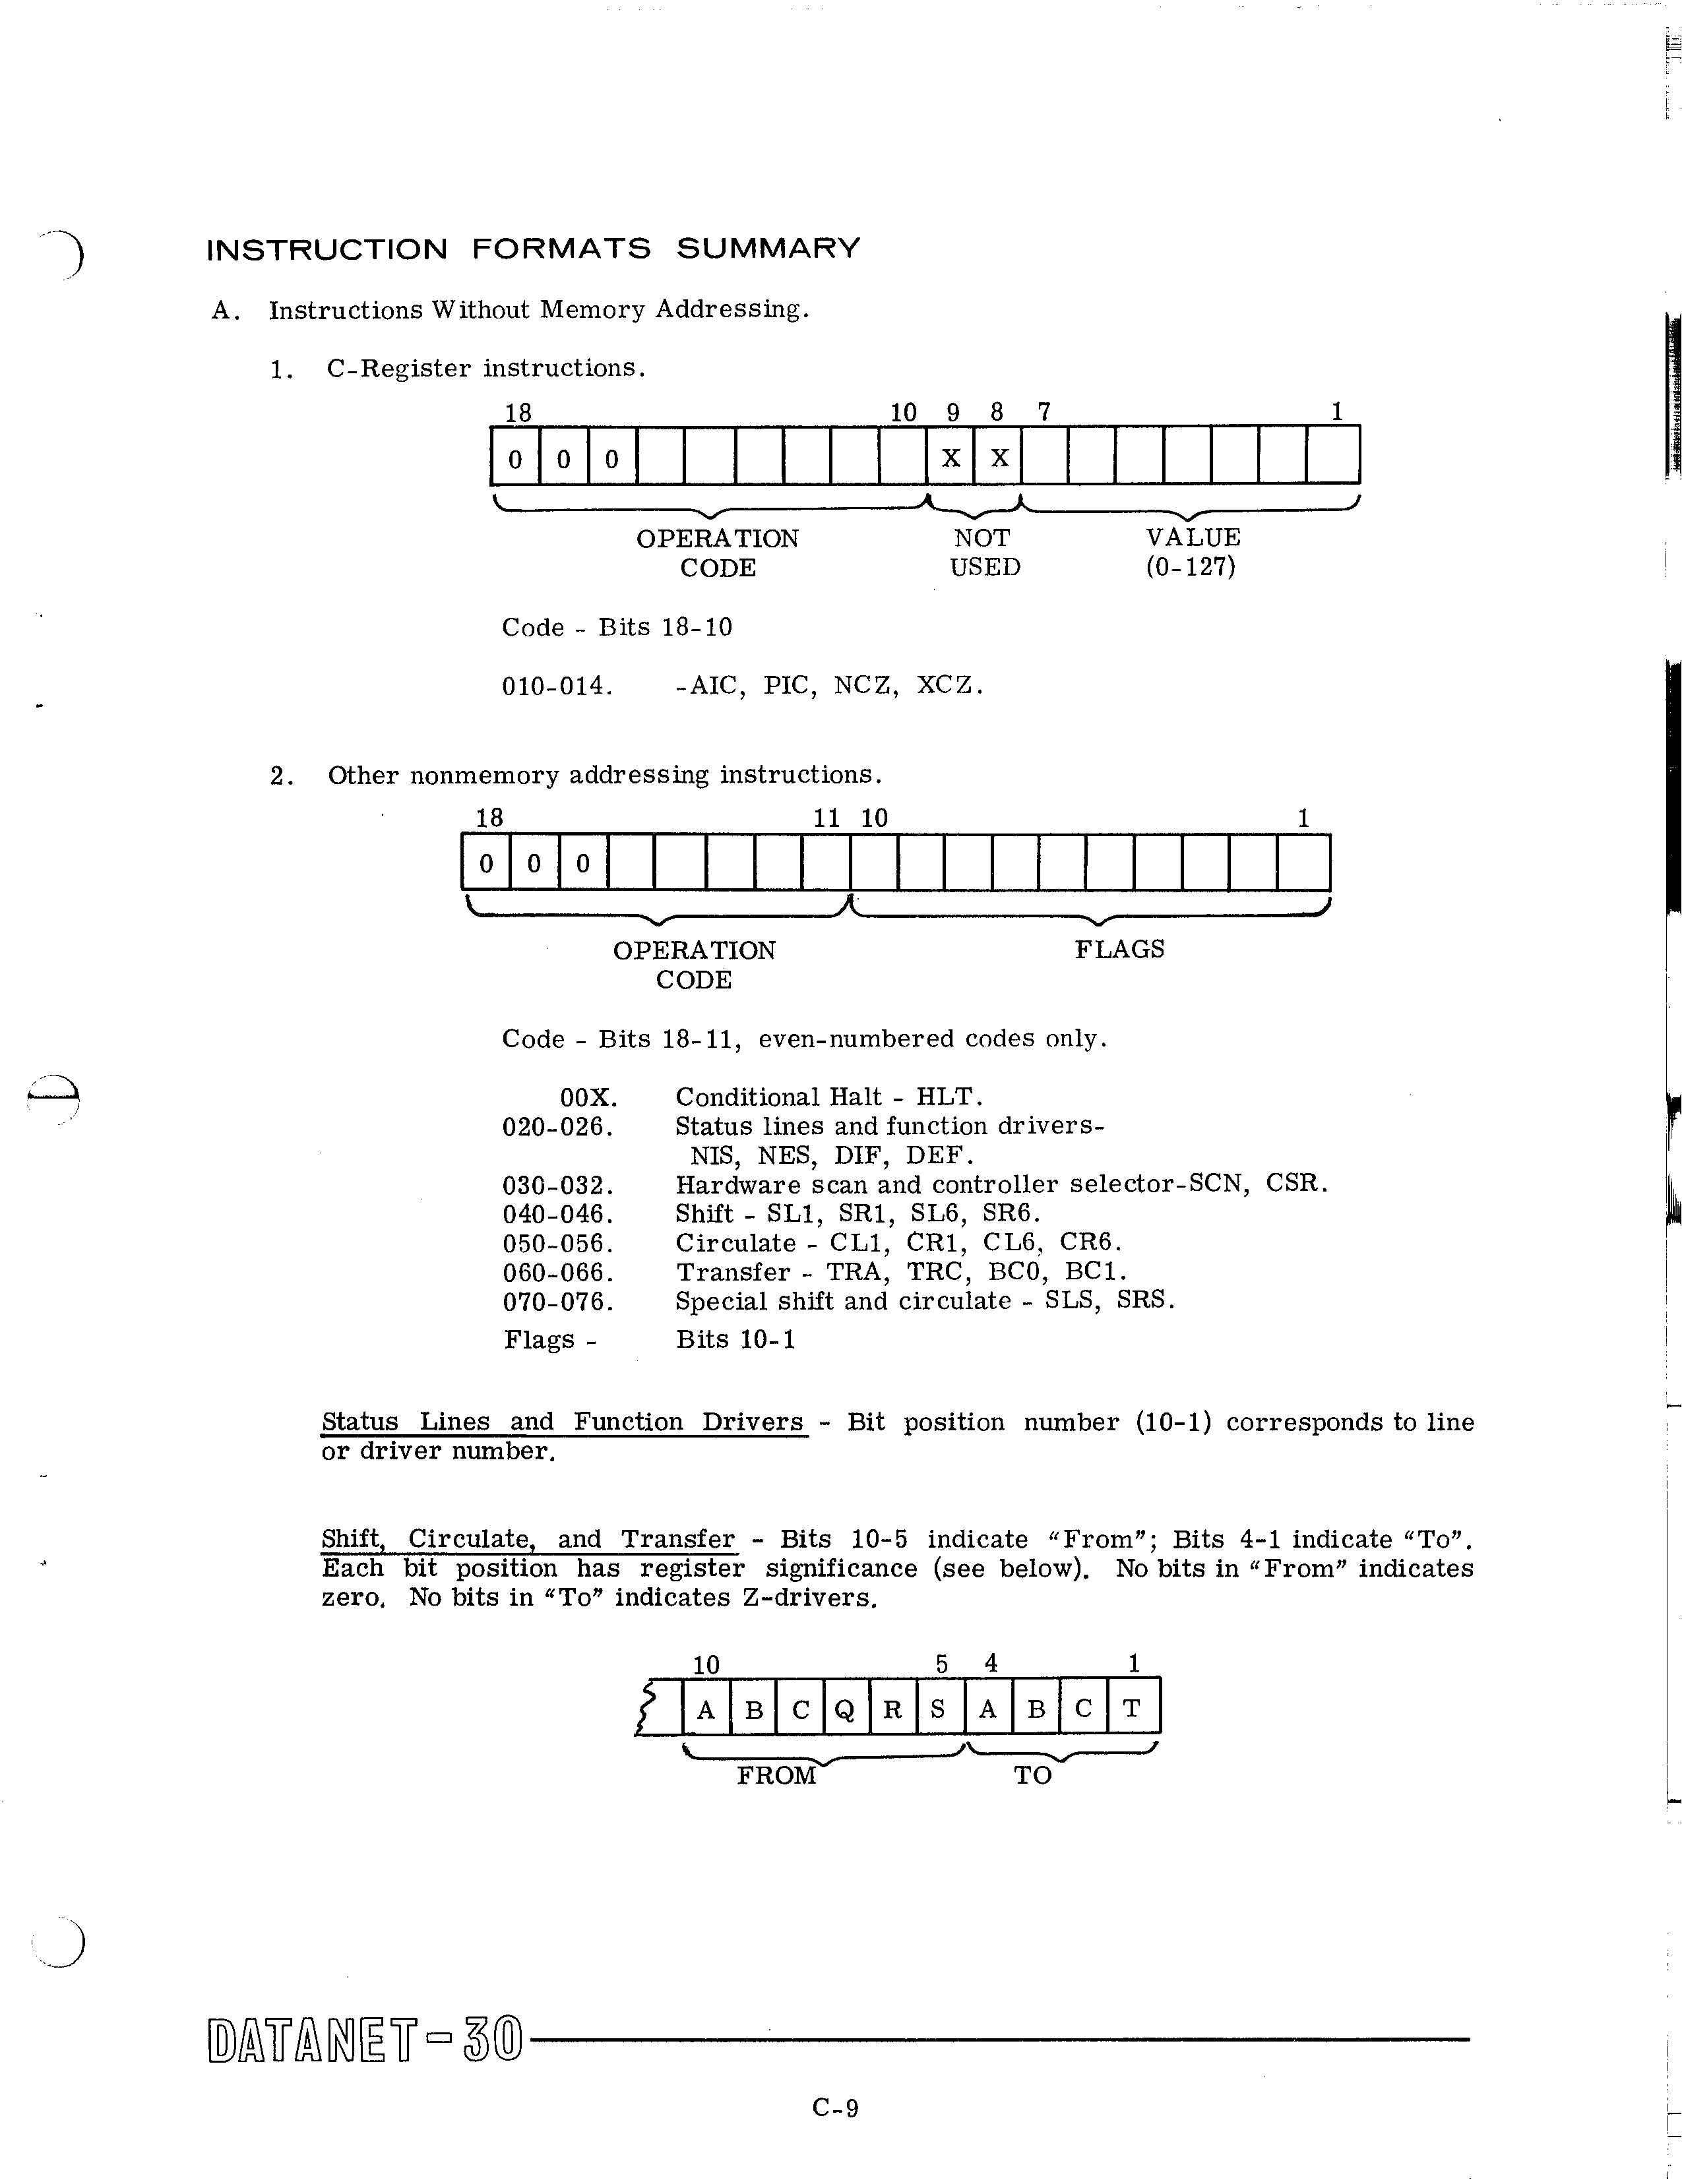 INSTRUCTION FORMATS SUMMARY
A. Instructions Without Memory Addressing.
1. C-Register instructions.
18 10 9 8 7 1
0 0 0 X X
OPERATION NOT VALUE
CODE USED (0-127)
Code - Bits 18-10
010-014. -AIC, PIC, NCZ, XCZ.
2. Other nonmemory addressing instructions.
18 11 10 1
0 0 0
OPERATION FLAGS
CODE
Code - Bits 18-11, even-numbered codes only.
00X. Conditional Halt - HLT.
020-026. Status lines and function drivers-
NIS, NES, DIF, DEF.
030-032. Hardware scan and controller selector-SCN, CSR.
040-046. Shift - SL1, SR1, SL6, SR6.
050-056. Circulate - CL1, CR1, CL6, CR6.
060-066. Transfer - TRA, TRC, BC0, BC1.
070-076. Special shift and circulate - SLS, SRS.
Flags - Bits 10-1
Status Lines and Function Drivers - Bit position number (10-1) corresponds to line
or driver number.
Shift, Circulate, and Transfer - Bits 10-5 indicate “From”; Bits 4-1 indicate “To”.
Each bit position has register significance (see below). No bits in “From” indicates
zero. No bits in “To” indicates Z-drivers.
10 5 4 1
A B C Q R S A B C T
FROM TO
DATANET-30
C-9